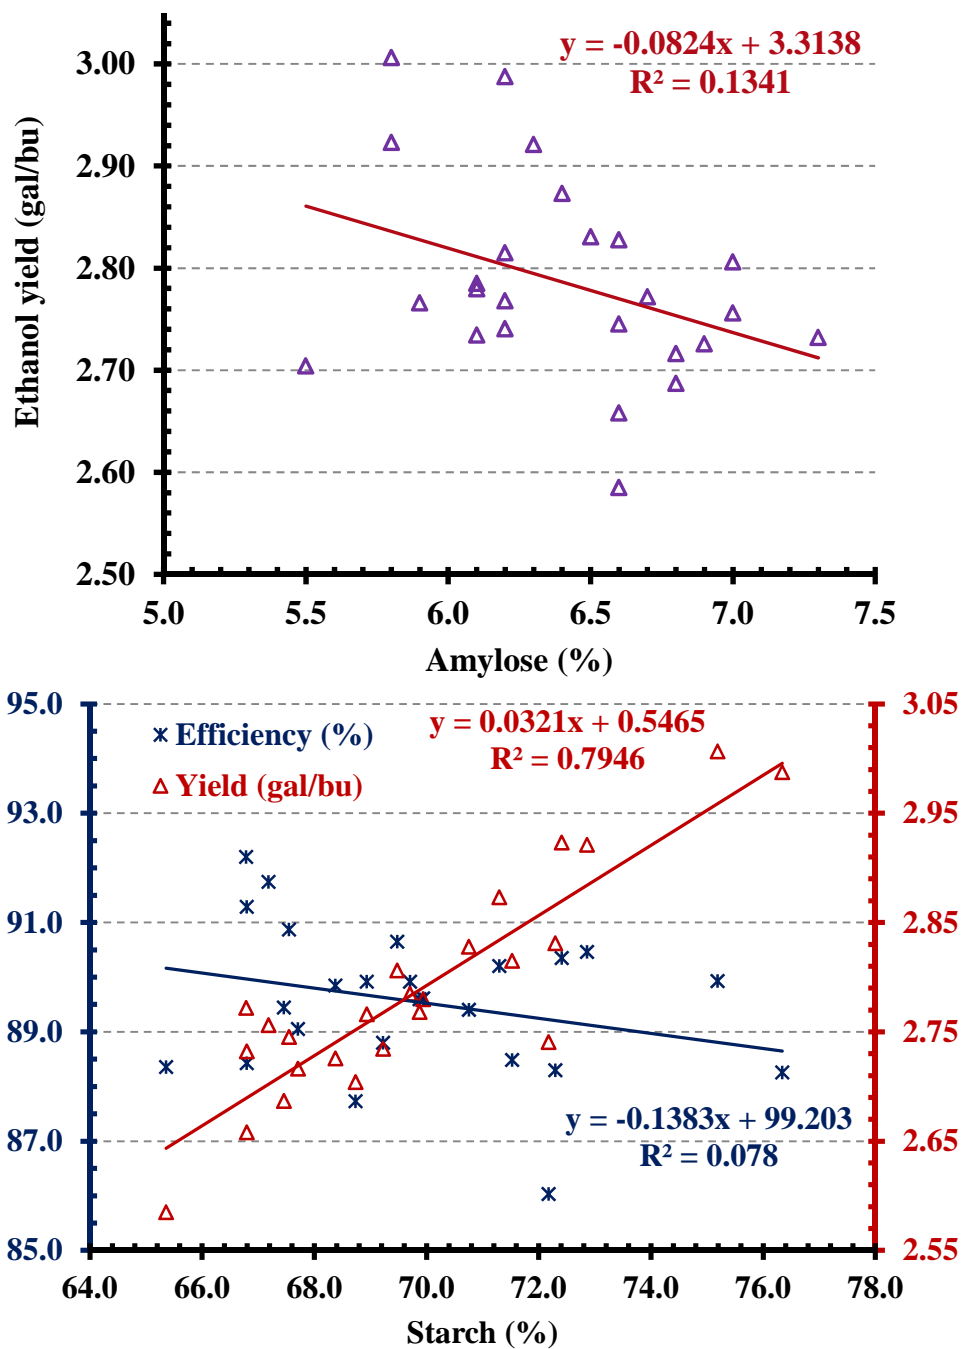 y = -0.0824x + 3.3138
R² = 0.1341
3.00
2.90
2.80
2.70
2.60
2.50
Ethanol yield (gal/bu)
5.0 5.5 6.0 6.5 7.0 7.5
Amylose (%)
95.0
93.0
91.0
89.0
87.0
85.0
Efficiency (%)
Yield (gal/bu)
y = 0.0321x + 0.5465
R² = 0.7946
y = -0.1383x + 99.203
R² = 0.078
3.05
2.95
2.85
2.75
2.65
2.55
64.0 66.0 68.0 70.0 72.0 74.0 76.0 78.0
Starch (%)